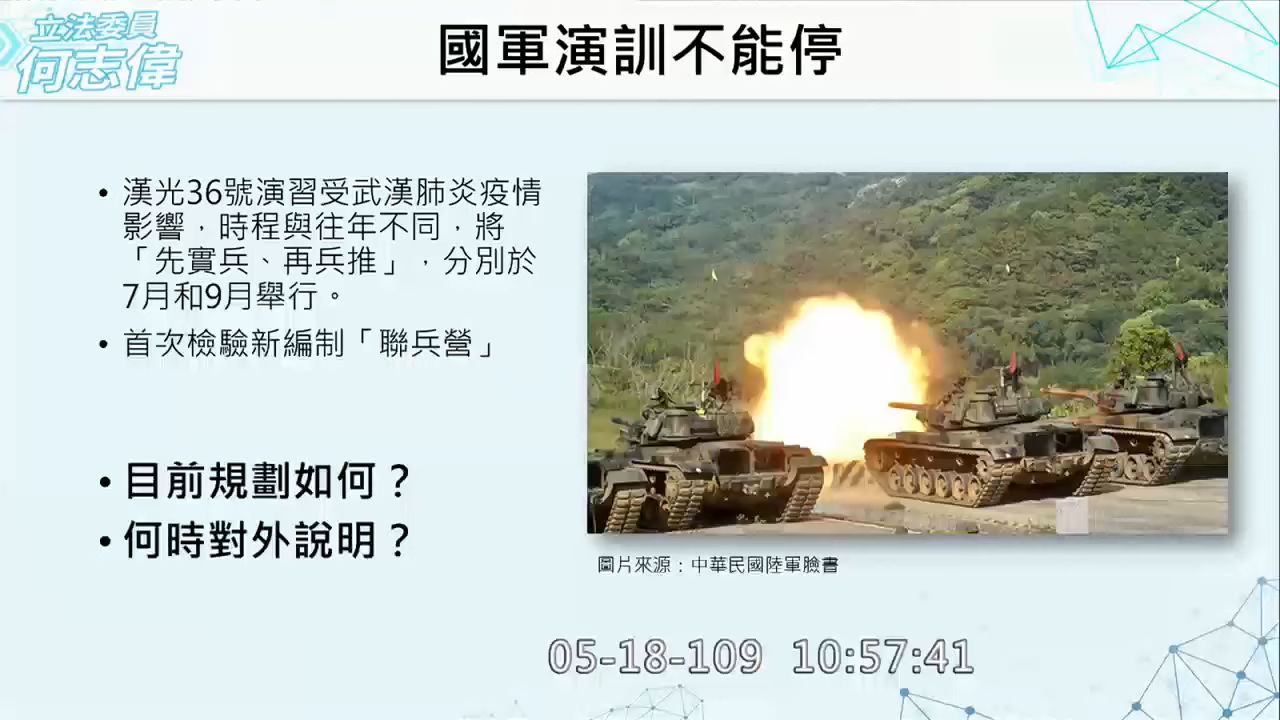 立法委員
何志偉
國軍演訓不能停
• 漢光36號演習受武漢肺炎疫情
影響，時程與往年不同，將
「先實兵、再兵推」，分別於
7月和9月舉行。
• 首次檢驗新編制「聯兵營」
• 目前規劃如何？
• 何時對外說明？
圖片來源：中華民國陸軍臉書
05-18-109 10:57:41